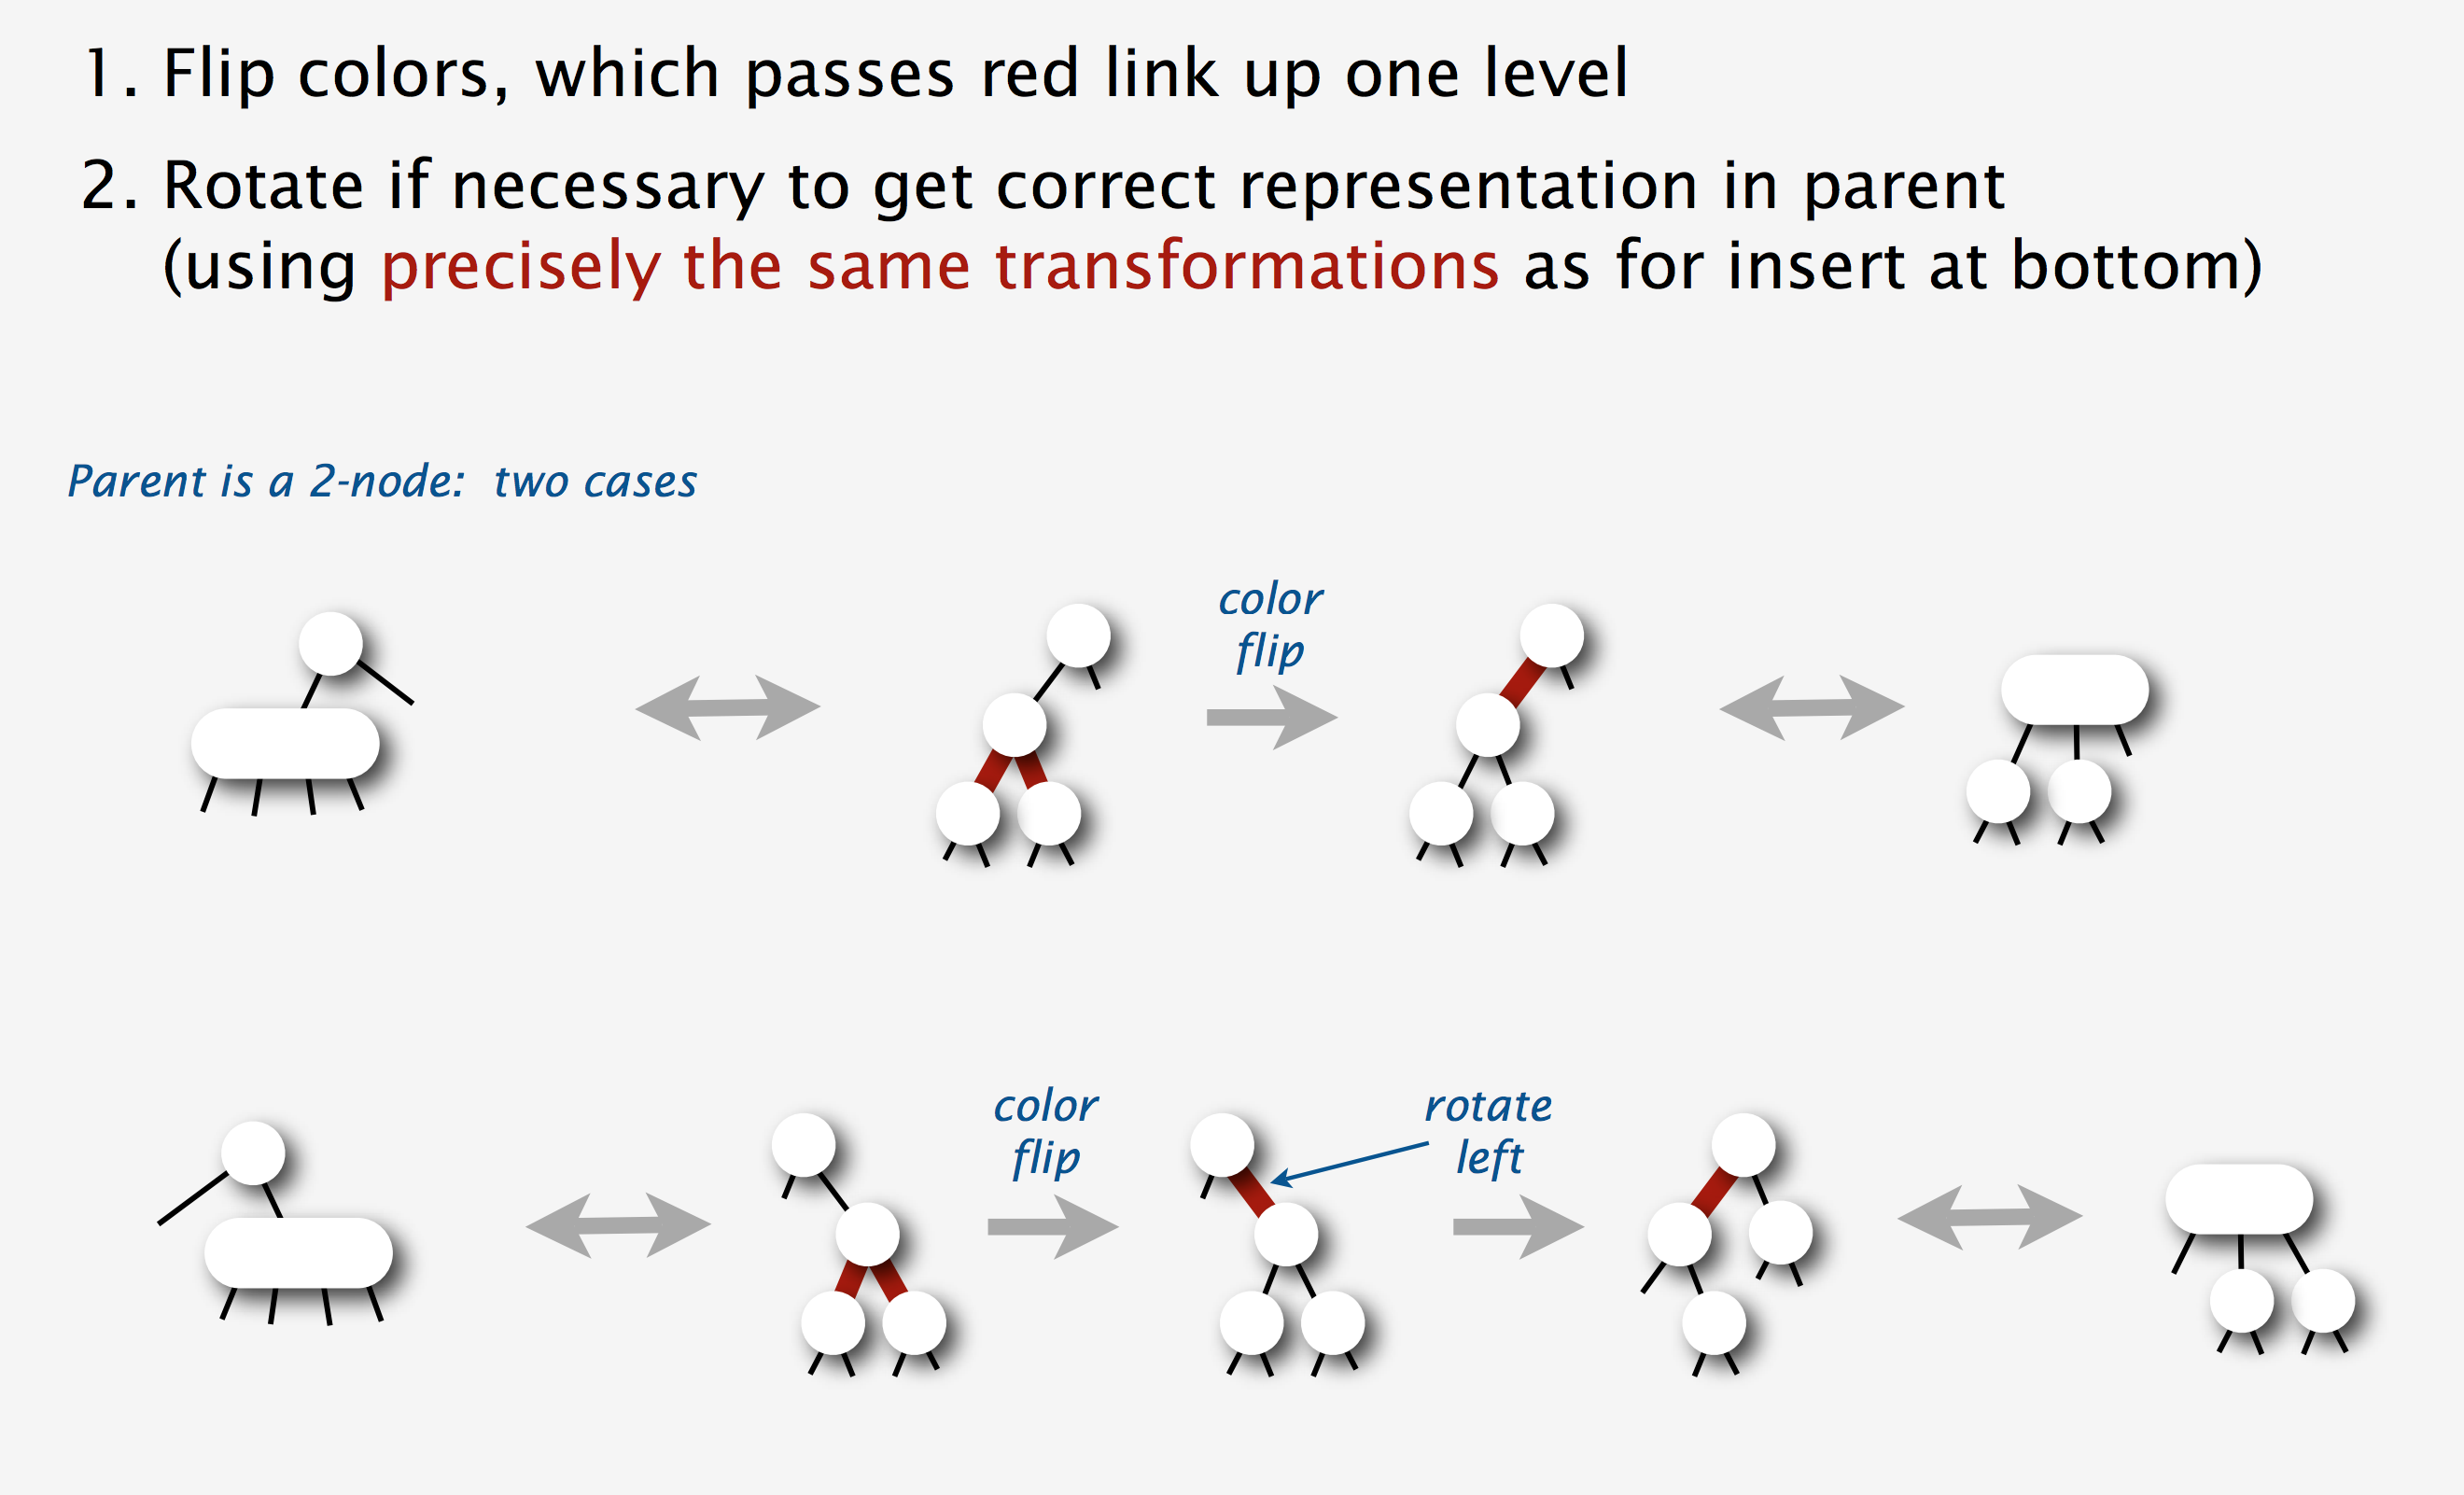 1. Flip colors, which passes red link up one level
2. Rotate if necessary to get correct representation in parent
(using precisely the same transformations as for insert at bottom)
Parent is a 2-node:  two cases
color
flip
color
flip
rotate
left